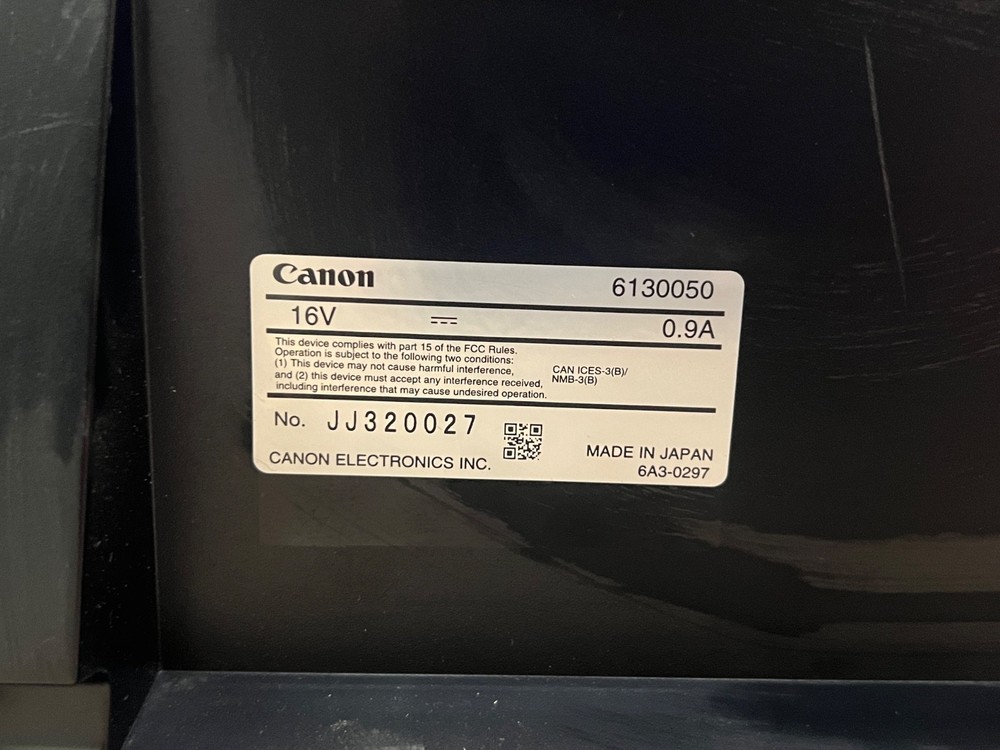 Canon 6130050
16V ⎓ 0.9A
This device complies with part 15 of the FCC Rules.
Operation is subject to the following two conditions:
(1) This device may not cause harmful interference,
and (2) this device must accept any interference received,
including interference that may cause undesired operation.
CAN ICES-3(B)/
NMB-3(B)
No. JJ320027
CANON ELECTRONICS INC.
MADE IN JAPAN
6A3-0297